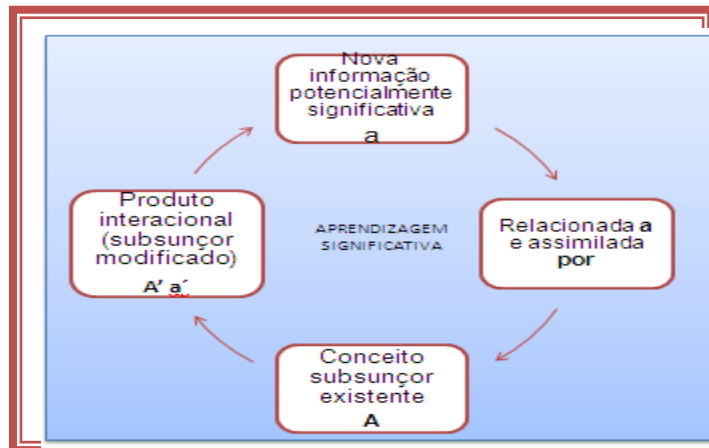 Nova
informação
potencialmente
significativa
a
Relacionada a
e assimilada
por
Conceito
subsunçor
existente
A
Produto
interacional
(subsunçor
modificado)
A’ a´
APRENDIZAGEM
SIGNIFICATIVA